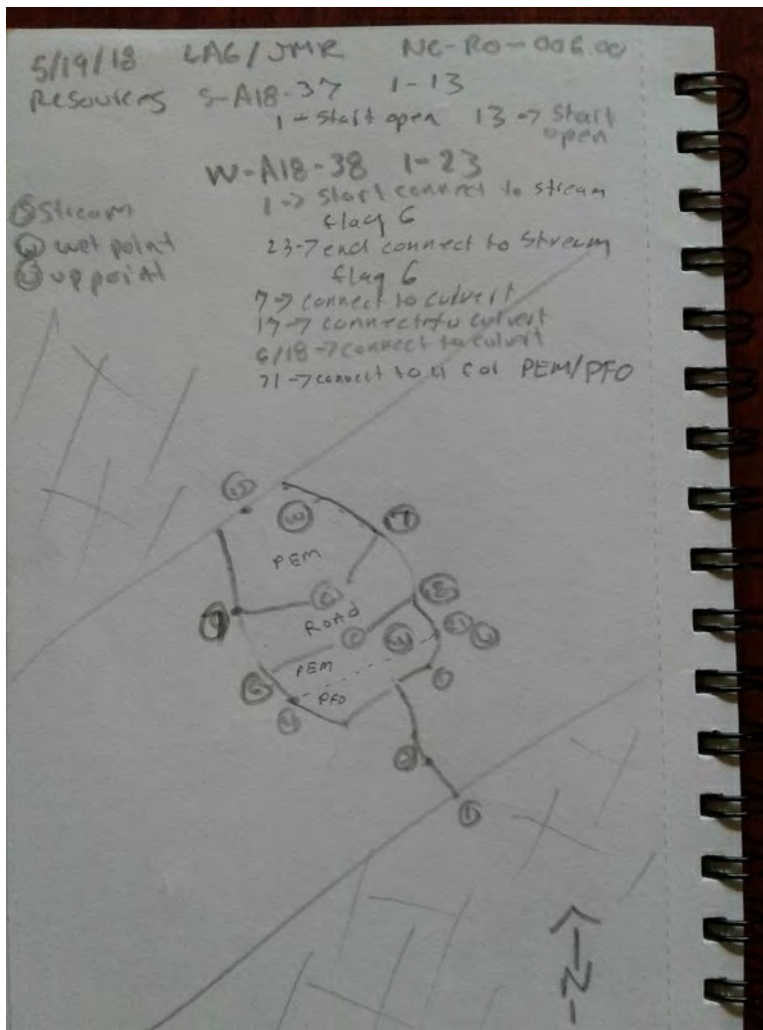 5/19/18 LAG/JMR NC-RO-006.00
Resources S-A18-37 1-13
1 → Start open 13 → Start
open
W-A18-38 1-23
1 → Start connect to stream
flag 6
23 → end connect to stream
flag 6
7 → connect to culvert
17 → connect to culvert
6/18 → connect to culvert
21 → connect to 4 for PEM/PFO
Stream
wet point
up point
7
PEM
ROAD
PEM
PFO
N